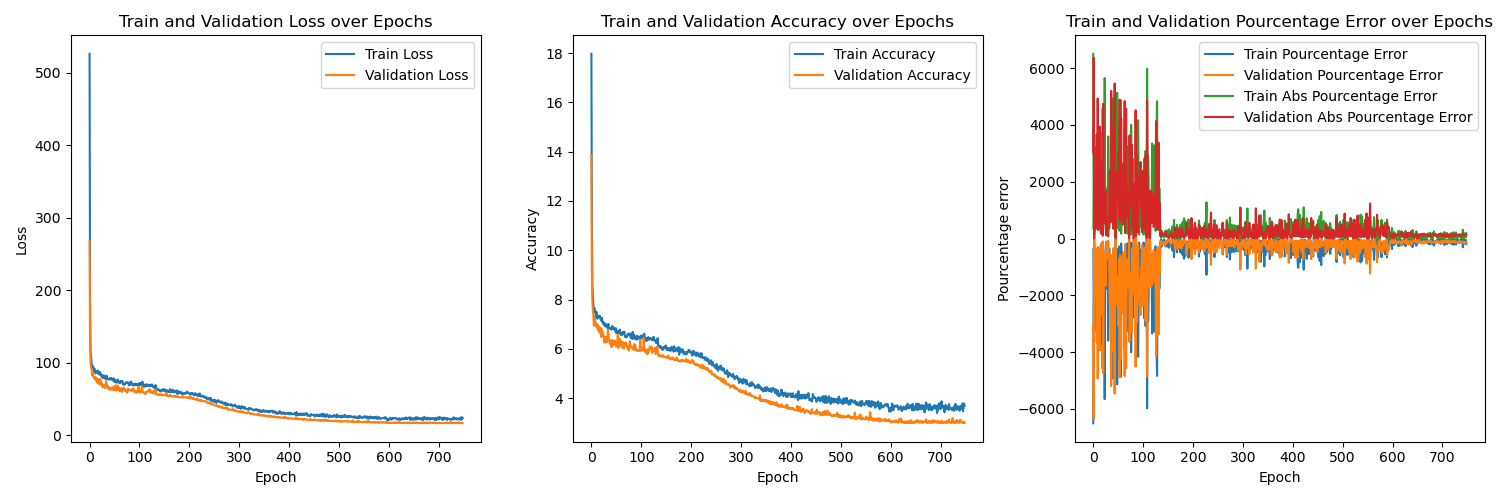 Train and Validation Loss over Epochs
Train Loss
Validation Loss
500
400
300
200
100
0
Loss
0 100 200 300 400 500 600 700
Epoch
Train and Validation Accuracy over Epochs
Train Accuracy
Validation Accuracy
18
16
14
12
10
8
6
4
Accuracy
0 100 200 300 400 500 600 700
Epoch
Train and Validation Pourcentage Error over Epochs
Train Pourcentage Error
Validation Pourcentage Error
Train Abs Pourcentage Error
Validation Abs Pourcentage Error
6000
4000
2000
0
−2000
−4000
−6000
Pourcentage error
0 100 200 300 400 500 600 700
Epoch